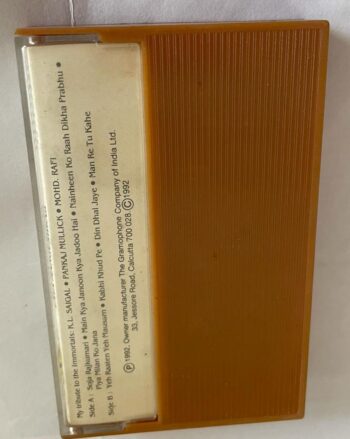 My tribute to the Immortals: K.L. SAIGAL • PANKAJ MULLICK • MOHD. RAFI
Side A : Soja Rajkumari • Main Kya Janoon Kya Jadoo Hai • Nainheen Ko Raah Dikha Prabhu •
Piya Milan Ko Jana
Side B : Yeh Raaten Yeh Mausam • Kabhi Khud Pe • Din Dhal Jaye • Man Re Tu Kahe
Ⓟ 1992. Owner manufacturer The Gramophone Company of India Ltd.
33, Jessore Road, Calcutta 700 028. Ⓒ 1992